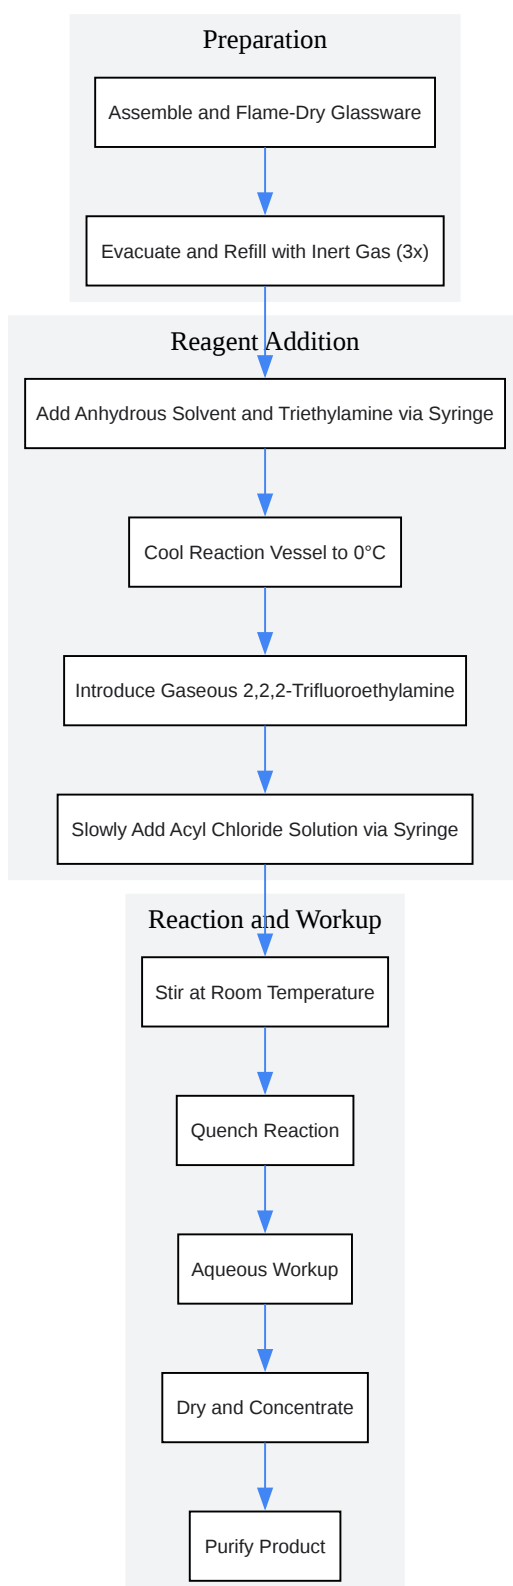 Preparation
Assemble and Flame-Dry Glassware
Evacuate and Refill with Inert Gas (3x)
Reagent Addition
Add Anhydrous Solvent and Triethylamine via Syringe
Cool Reaction Vessel to 0°C
Introduce Gaseous 2,2,2-Trifluoroethylamine
Slowly Add Acyl Chloride Solution via Syringe
Reaction and Workup
Stir at Room Temperature
Quench Reaction
Aqueous Workup
Dry and Concentrate
Purify Product